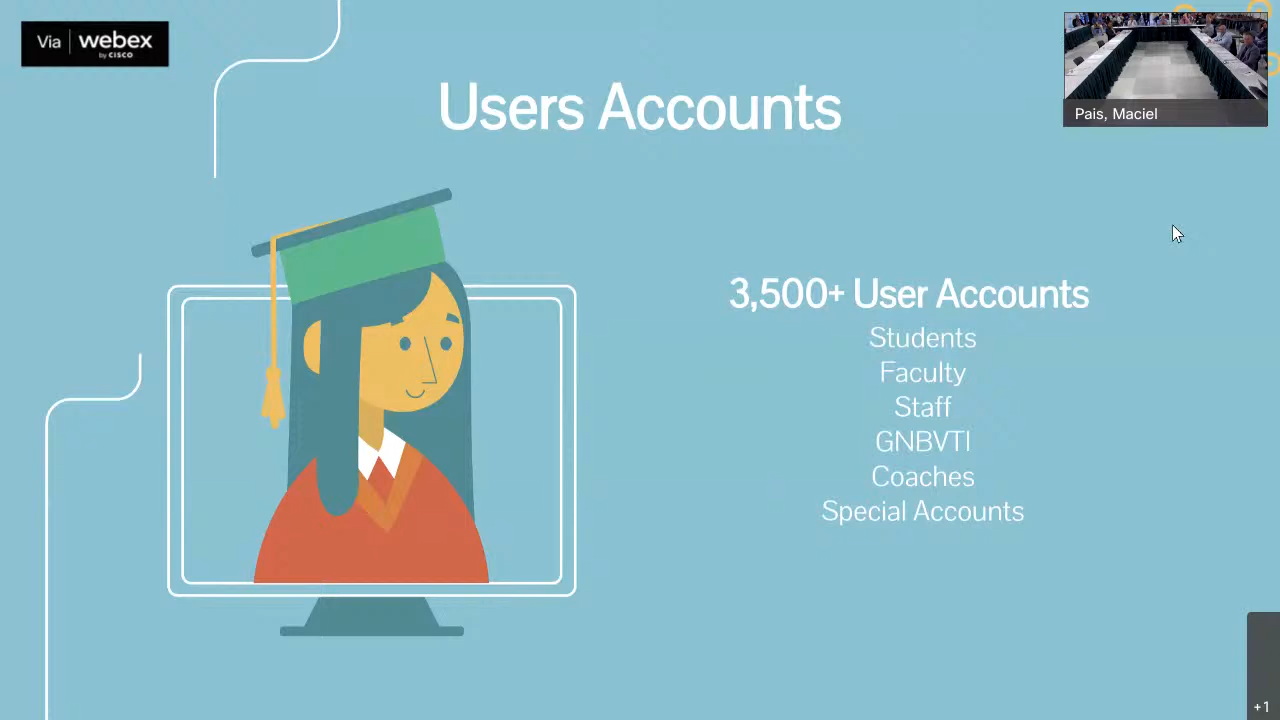 Via webex
by CISCO
Users Accounts
Pais, Maciel
3,500+ User Accounts
Students
Faculty
Staff
GNBVTI
Coaches
Special Accounts
+1